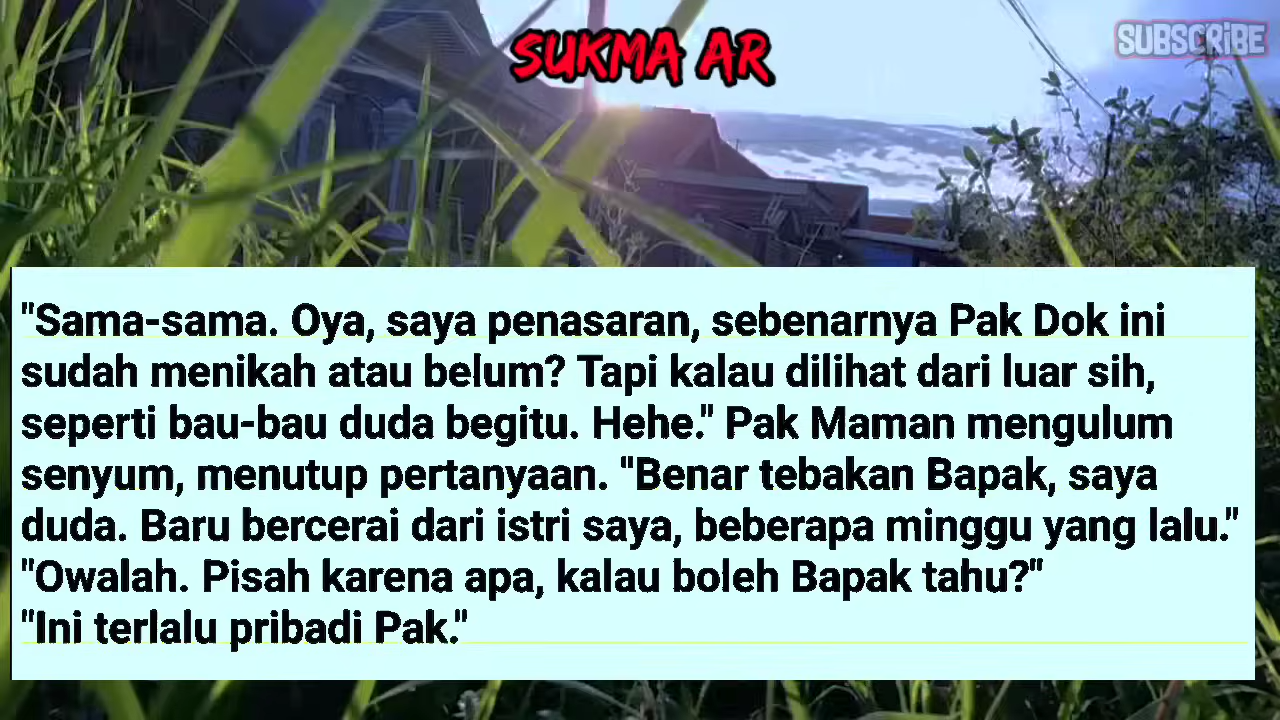 SUKMA AR
SUBSCRIBE
"Sama-sama. Oya, saya penasaran, sebenarnya Pak Dok ini
sudah menikah atau belum? Tapi kalau dilihat dari luar sih,
seperti bau-bau duda begitu. Hehe." Pak Maman mengulum
senyum, menutup pertanyaan. "Benar tebakan Bapak, saya
duda. Baru bercerai dari istri saya, beberapa minggu yang lalu."
"Owalah. Pisah karena apa, kalau boleh Bapak tahu?"
"Ini terlalu pribadi Pak."